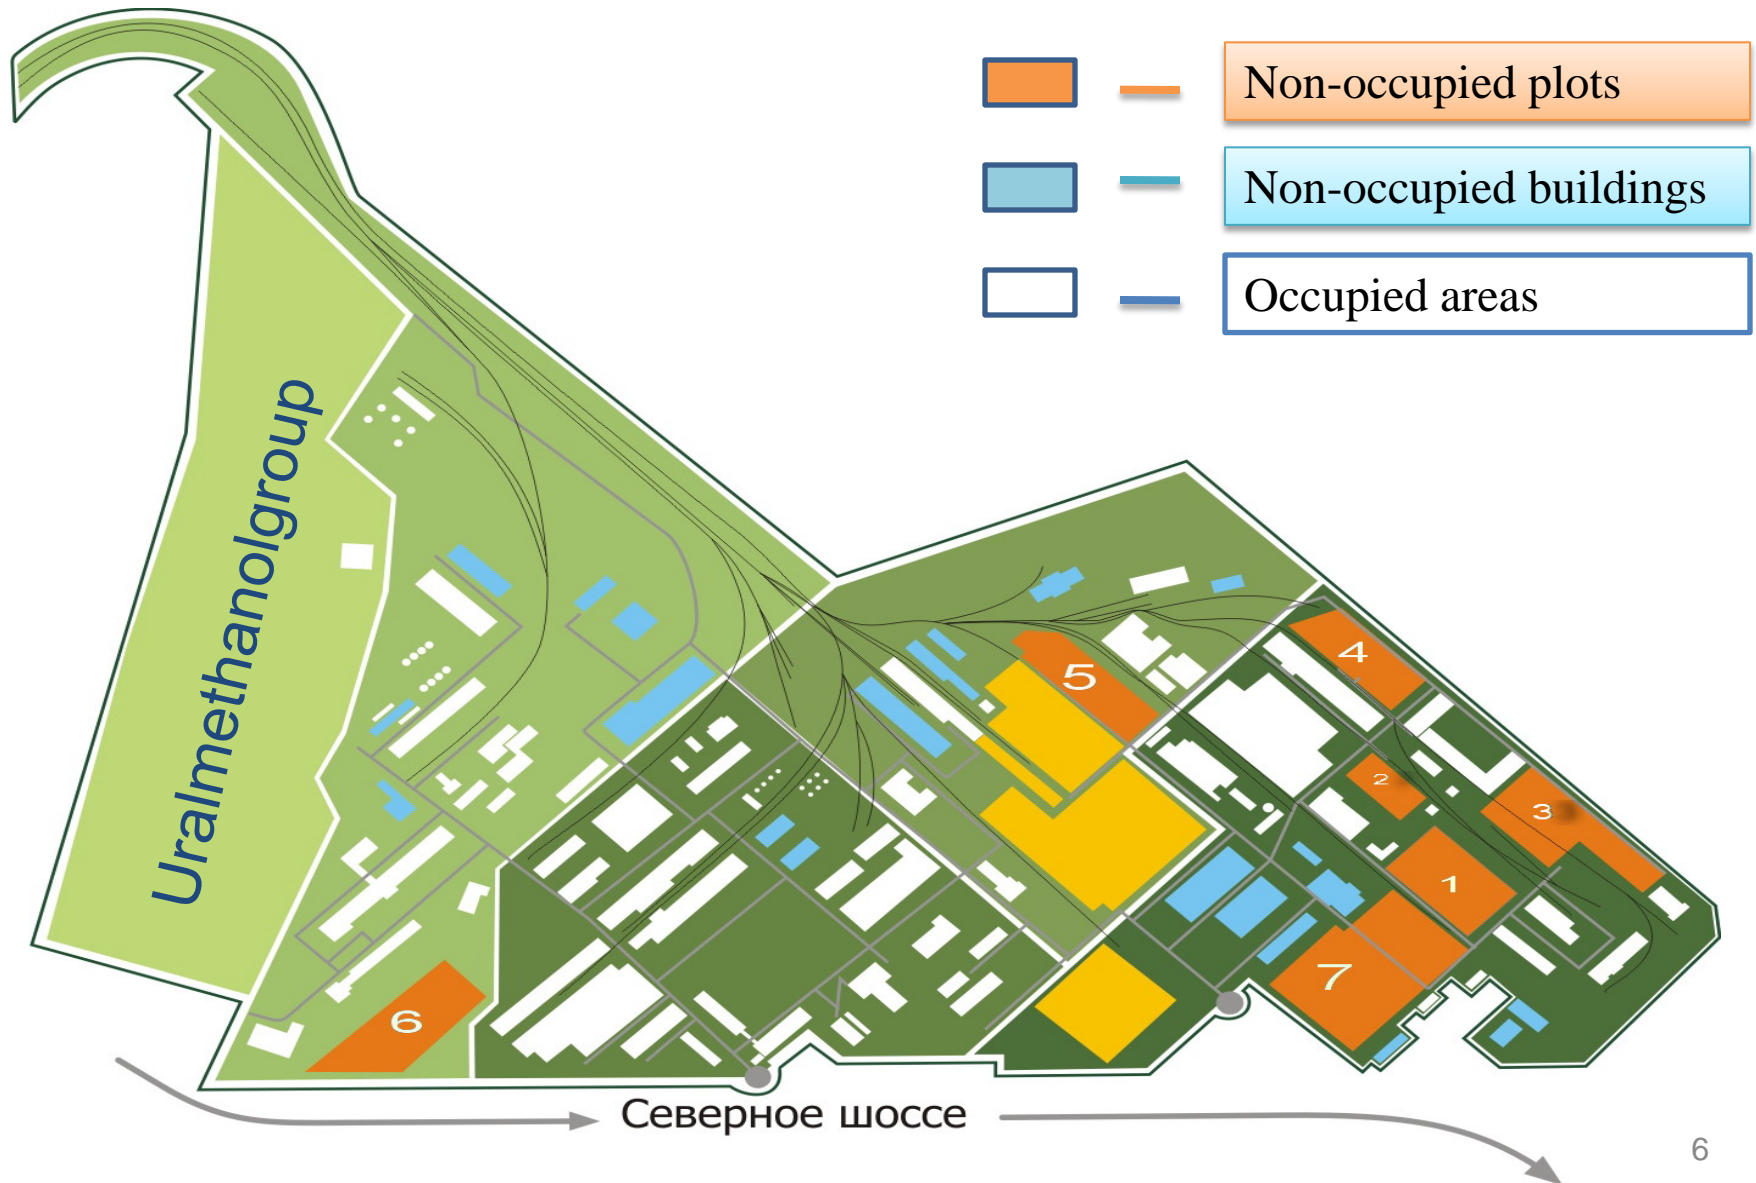 Non-occupied plots
Non-occupied buildings
Occupied areas
Uralmethanolgroup
4
5
2
3
1
7
6
Северное шоссе
6